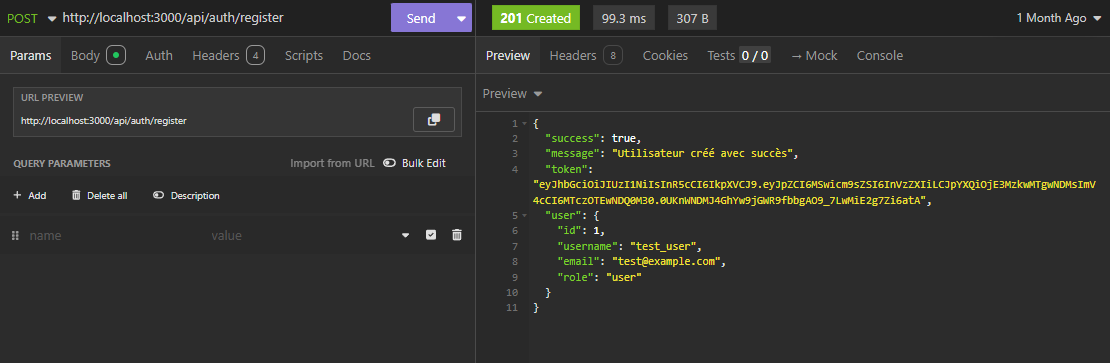 POST http://localhost:3000/api/auth/register Send
Params Body Auth Headers 4 Scripts Docs
URL PREVIEW
http://localhost:3000/api/auth/register
QUERY PARAMETERS Import from URL Bulk Edit
+ Add Delete all Description
name value
201 Created 99.3 ms 307 B 1 Month Ago
Preview Headers 8 Cookies Tests 0 / 0 → Mock Console
Preview
1 {
2 "success": true,
3 "message": "Utilisateur créé avec succès",
4 "token":
"eyJhbGciOiJIUzI1NiIsInR5cCI6IkpXVCJ9.eyJpZCI6MSwicm9sZSI6InVzZXIiLCJpYXQiOjE3MzkwMTgwNDMsImV
4cCI6MTczOTEwNDQ0M30.0UKnWNDMJ4GhYw9jGWR9fbbgAO9_7LwMiE2g7Zi6atA",
5 "user": {
6 "id": 1,
7 "username": "test_user",
8 "email": "test@example.com",
9 "role": "user"
10 }
11 }